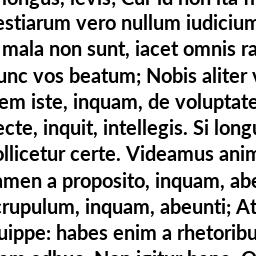 longus, levis; Cur id non ita
estiarum vero nullum iudicium
mala non sunt, iacet omnis ra
unc vos beatum; Nobis aliter v
em iste, inquam, de voluptate
ecte, inquit, intellegis. Si longu
ollicetur certe. Videamus anim
amen a proposito, inquam, abe
crupulum, inquam, abeunti; At
uippe: habes enim a rhetoribu